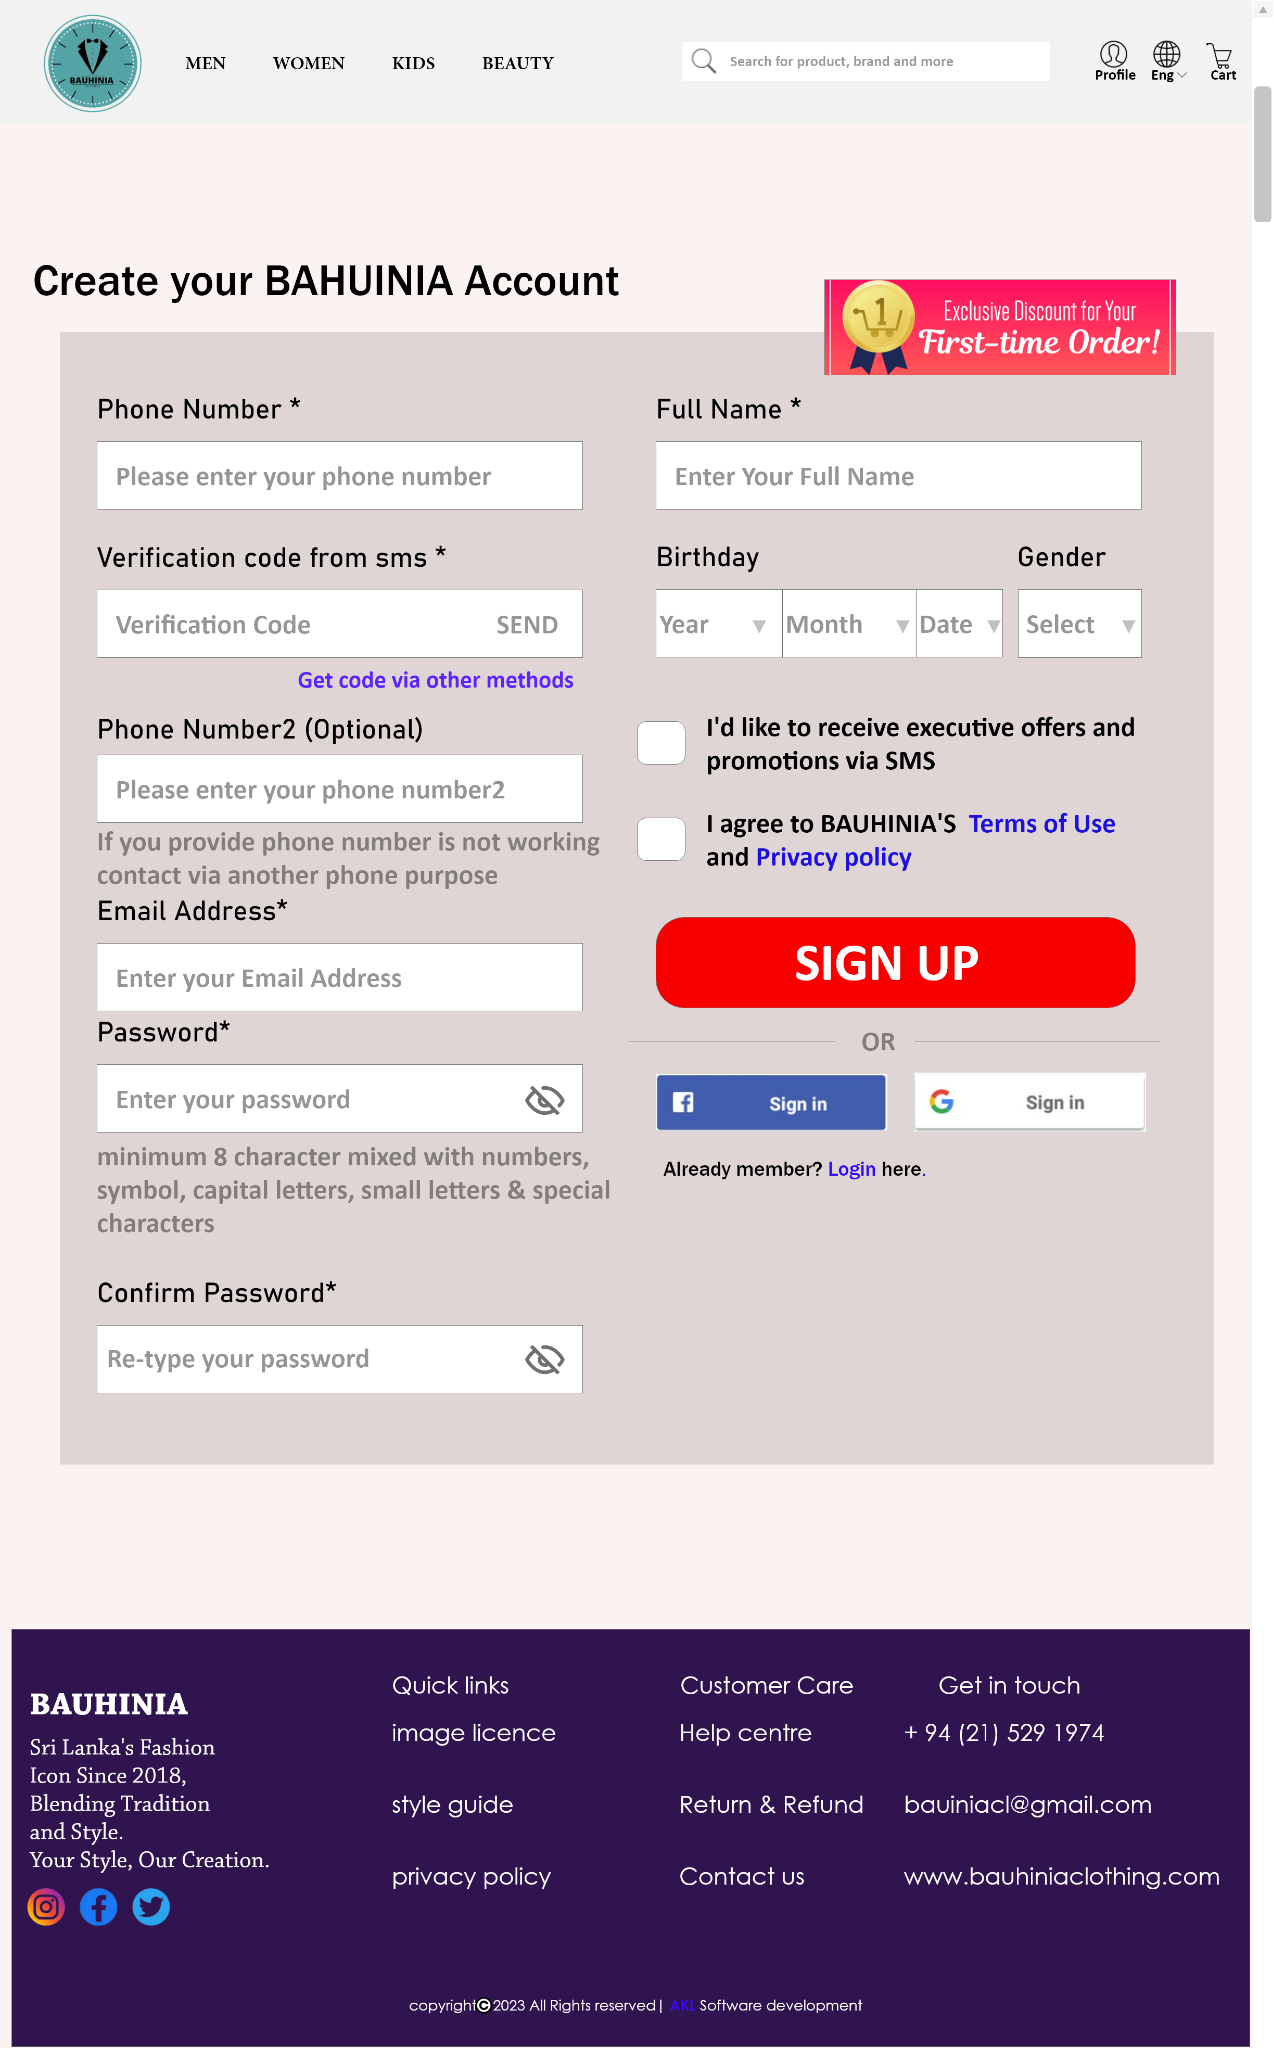 BAUHINIA
MEN WOMEN KIDS BEAUTY
Search for product, brand and more
Profile Eng Cart
Create your BAHUINIA Account
1
Exclusive Discount for Your
First-time Order!
Phone Number *
Please enter your phone number
Verification code from sms *
Verification Code SEND
Get code via other methods
Phone Number2 (Optional)
Please enter your phone number2
If you provide phone number is not working
contact via another phone purpose
Email Address*
Enter your Email Address
Password*
Enter your password
minimum 8 character mixed with numbers,
symbol, capital letters, small letters & special
characters
Confirm Password*
Re-type your password
Full Name *
Enter Your Full Name
Birthday Gender
Year Month Date Select
I'd like to receive executive offers and
promotions via SMS
I agree to BAUHINIA'S Terms of Use
and Privacy policy
SIGN UP
OR
Sign in Sign in
Already member? Login here.
BAUHINIA
Sri Lanka's Fashion
Icon Since 2018,
Blending Tradition
and Style.
Your Style, Our Creation.
Quick links
image licence
style guide
privacy policy
Customer Care
Help centre
Return & Refund
Contact us
Get in touch
+ 94 (21) 529 1974
bauiniacl@gmail.com
www.bauhiniaclothing.com
copyright©2023 All Rights reserved| AKL Software development